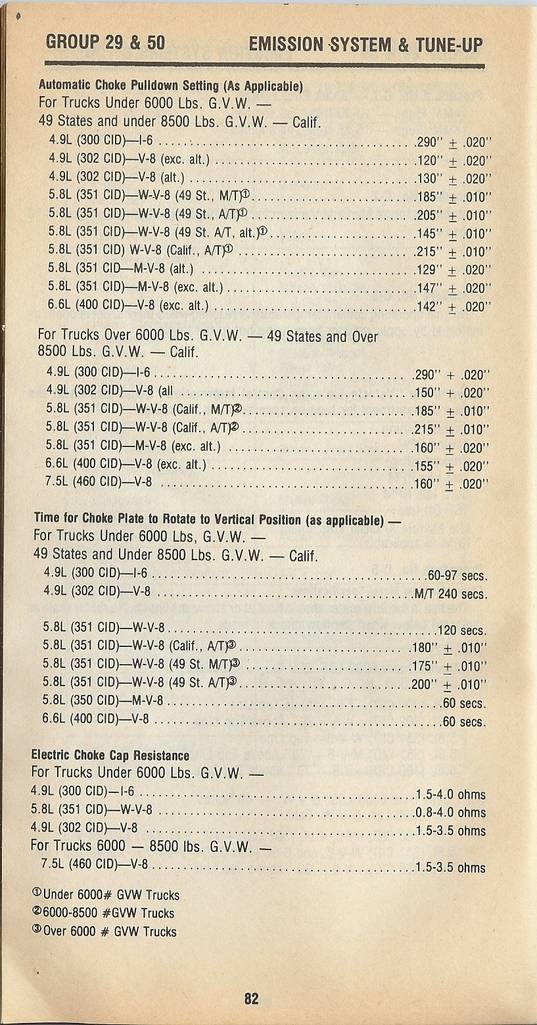 GROUP 29 & 50 EMISSION SYSTEM & TUNE-UP
Automatic Choke Pulldown Setting (As Applicable)
For Trucks Under 6000 Lbs. G.V.W. —
49 States and under 8500 Lbs. G.V.W. — Calif.
4.9L (300 CID)—I-6 ........ .290'' ± .020''
4.9L (302 CID)—V-8 (exc. alt.) ........ .120'' ± .020''
4.9L (302 CID)—V-8 (alt.) ........ .130'' ± .020''
5.8L (351 CID)—W-V-8 (49 St., M/T)① ........ .185'' ± .010''
5.8L (351 CID)—W-V-8 (49 St., A/T)① ........ .205'' ± .010''
5.8L (351 CID)—W-V-8 (49 St. A/T, alt.)① ........ .145'' ± .010''
5.8L (351 CID) W-V-8 (Calif., A/T)① ........ .215'' ± .010''
5.8L (351 CID—M-V-8 (alt.) ........ .129'' ± .020''
5.8L (351 CID)—M-V-8 (exc. alt.) ........ .147'' ± .020''
6.6L (400 CID)—V-8 (exc. alt.) ........ .142'' ± .020''
For Trucks Over 6000 Lbs. G.V.W. — 49 States and Over
8500 Lbs. G.V.W. — Calif.
4.9L (300 CID)—I-6 ........ .290'' + .020''
4.9L (302 CID)—V-8 (all ........ .150'' + .020''
5.8L (351 CID)—W-V-8 (Calif., M/T)② ........ .185'' ± .010''
5.8L (351 CID)—W-V-8 (Calif., A/T)② ........ .215'' ± .010''
5.8L (351 CID)—M-V-8 (exc. alt.) ........ .160'' ± .020''
6.6L (400 CID)—V-8 (exc. alt.) ........ .155'' ± .020''
7.5L (460 CID)—V-8 ........ .160'' ± .020''
Time for Choke Plate to Rotate to Vertical Position (as applicable) —
For Trucks Under 6000 Lbs, G.V.W. —
49 States and Under 8500 Lbs. G.V.W. — Calif.
4.9L (300 CID)—I-6 ........ 60-97 secs.
4.9L (302 CID)—V-8 ........ M/T 240 secs.
5.8L (351 CID)—W-V-8 ........ 120 secs.
5.8L (351 CID)—W-V-8 (Calif., A/T)③ ........ .180'' ± .010''
5.8L (351 CID)—W-V-8 (49 St. M/T)③ ........ .175'' ± .010''
5.8L (351 CID)—W-V-8 (49 St. A/T)③ ........ .200'' ± .010''
5.8L (350 CID)—M-V-8 ........ 60 secs.
6.6L (400 CID)—V-8 ........ 60 secs.
Electric Choke Cap Resistance
For Trucks Under 6000 Lbs. G.V.W. —
4.9L (300 CID)—I-6 ........ 1.5-4.0 ohms
5.8L (351 CID)—W-V-8 ........ 0.8-4.0 ohms
4.9L (302 CID)—V-8 ........ 1.5-3.5 ohms
For Trucks 6000 — 8500 lbs. G.V.W. —
7.5L (460 CID)—V-8 ........ 1.5-3.5 ohms
①Under 6000# GVW Trucks
②6000-8500 #GVW Trucks
③Over 6000 # GVW Trucks
82